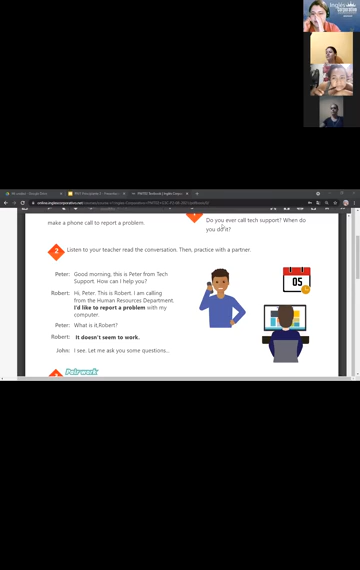 Inglés
Corporativo
make a phone call to report a problem.
Do you ever call tech support? When do
you do it?
2 Listen to your teacher read the conversation. Then, practice with a partner.
Peter: Good morning, this is Peter from Tech
Support. How can I help you?
Robert: Hi, Peter. This is Robert. I am calling
from the Human Resources Department.
I'd like to report a problem with my
computer.
Peter: What is it,Robert?
Robert: It doesn't seem to work.
John: I see. Let me ask you some questions...
05
Pair work